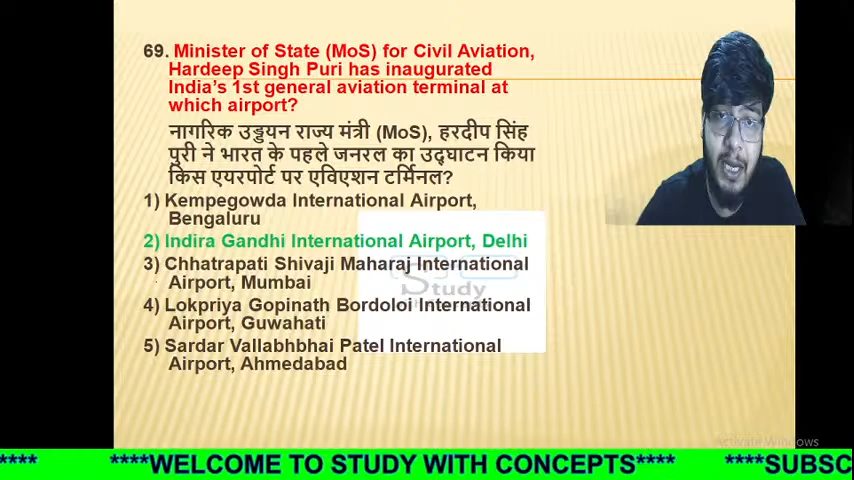 69. Minister of State (MoS) for Civil Aviation,
Hardeep Singh Puri has inaugurated
India's 1st general aviation terminal at
which airport?
नागरिक उड्डयन राज्य मंत्री (MoS), हरदीप सिंह
पुरी ने भारत के पहले जनरल का उद्घाटन किया
किस एयरपोर्ट पर एविएशन टर्मिनल?
1) Kempegowda International Airport,
Bengaluru
2) Indira Gandhi International Airport, Delhi
3) Chhatrapati Shivaji Maharaj International
Airport, Mumbai
Study
4) Lokpriya Gopinath Bordoloi International
Airport, Guwahati
5) Sardar Vallabhbhai Patel International
Airport, Ahmedabad
Activate Windows
**** ****WELCOME TO STUDY WITH CONCEPTS**** ****SUBSC